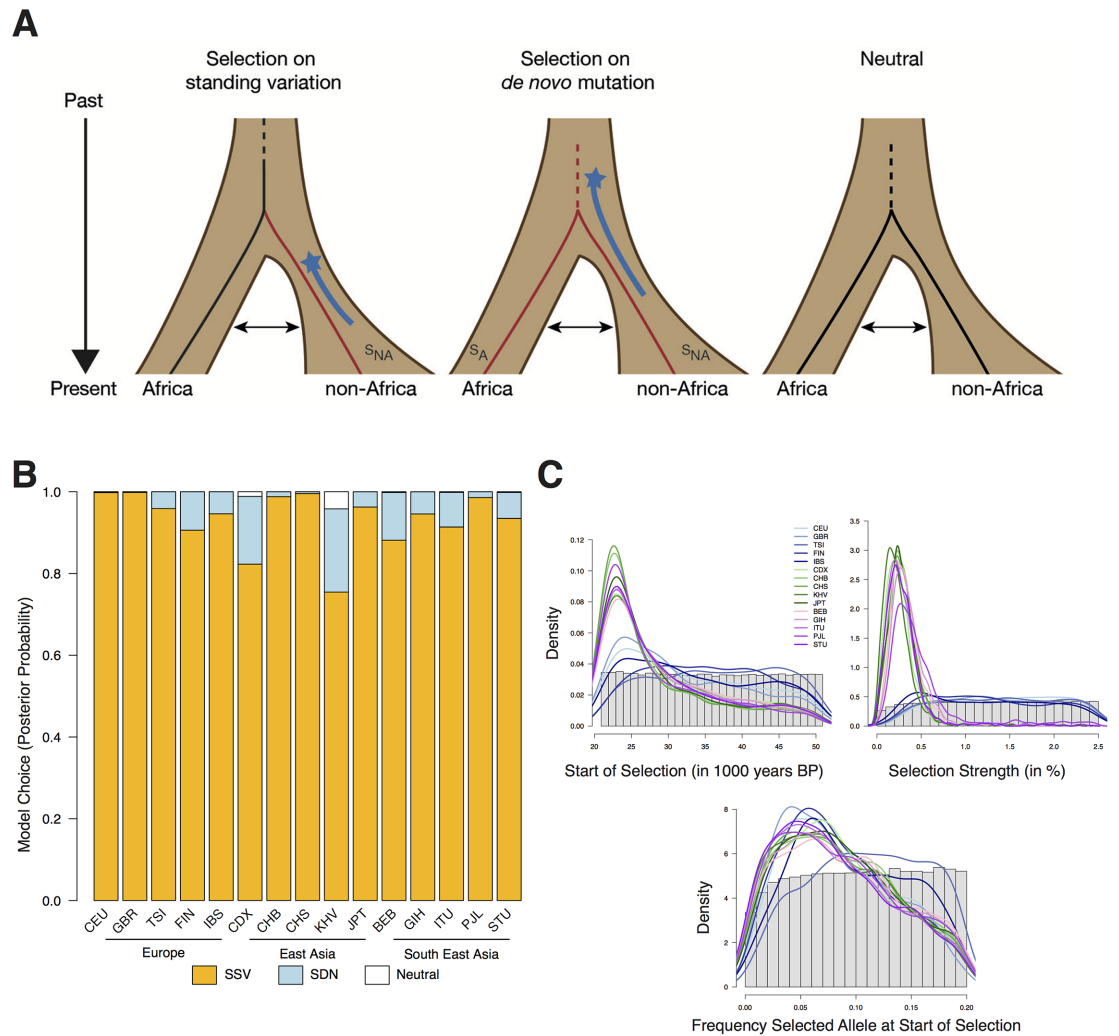 A
Selection on
standing variation
Selection on
de novo mutation
Neutral
Past
Present
Africa
SNA
non-Africa
SA
Africa
SNA
non-Africa
Africa
non-Africa
B
Model Choice (Posterior Probability)
1.0
0.8
0.6
0.4
0.2
0.0
CEU
GBR
TSI
FIN
IBS
CDX
CHB
CHS
KHV
JPT
BEB
GIH
ITU
PJL
STU
Europe
East Asia
South East Asia
SSV
SDN
Neutral
C
Density
0.12
0.10
0.08
0.06
0.04
0.02
0.00
20 25 30 35 40 45 50
Start of Selection (in 1000 years BP)
CEU
GBR
TSI
FIN
IBS
CDX
CHB
CHS
KHV
JPT
BEB
GIH
ITU
PJL
STU
3.5
3.0
2.5
2.0
1.5
1.0
0.5
0.0
0.0 0.5 1.0 1.5 2.0 2.5
Selection Strength (in %)
Density
8
6
4
2
0
0.00 0.05 0.10 0.15 0.20
Frequency Selected Allele at Start of Selection